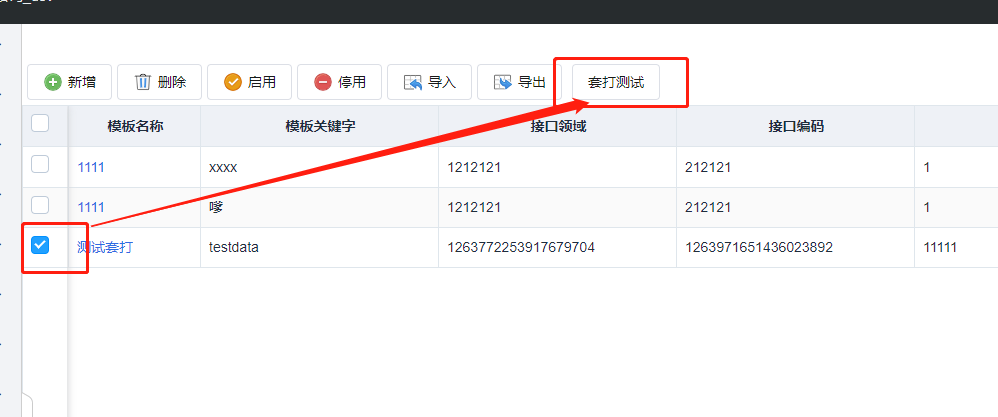 新增 删除 启用 停用 导入 导出 套打测试
模板名称 模板关键字 接口领域 接口编码
1111 xxxx 1212121 212121 1
1111 嗲 1212121 212121 1
测试套打 testdata 1263772253917679704 1263971651436023892 11111